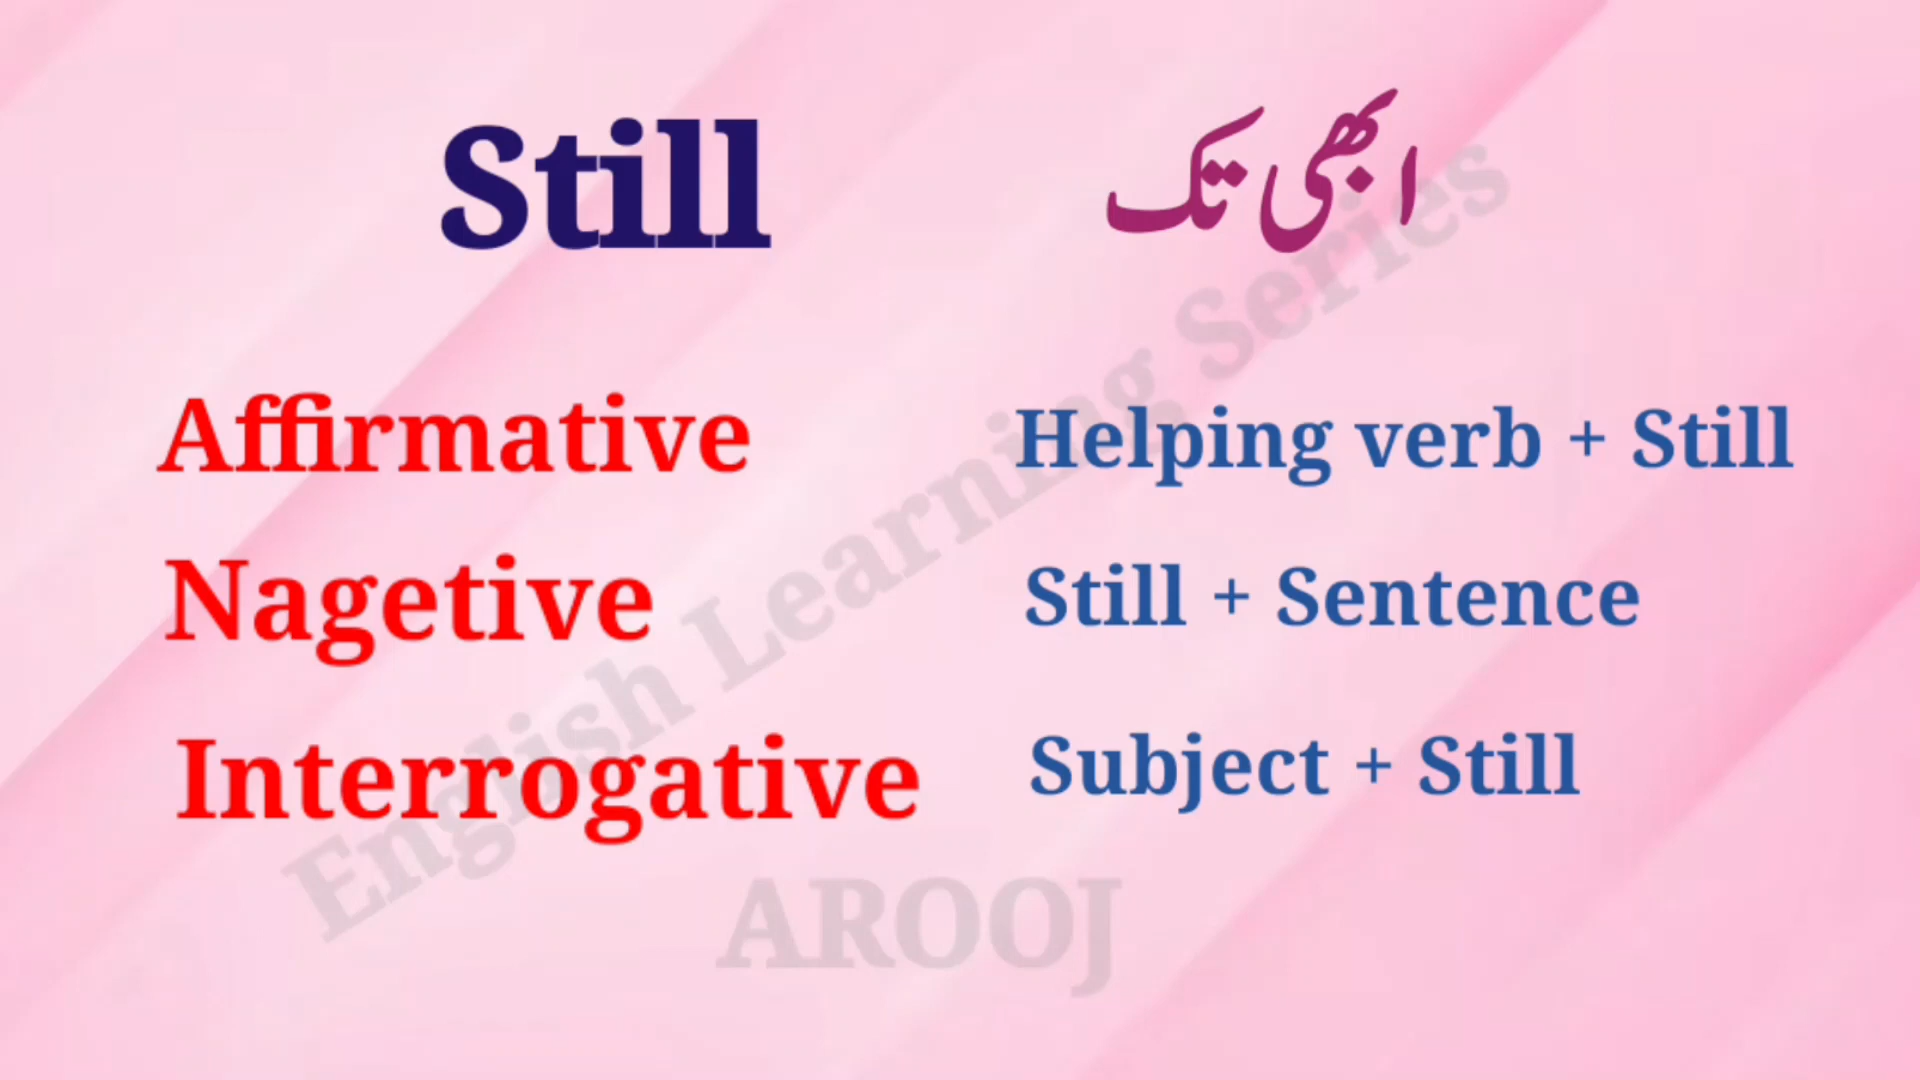 Still ابھی تک
Affirmative Helping verb + Still
Nagetive Still + Sentence
Interrogative Subject + Still
English Learning Series
AROOJ